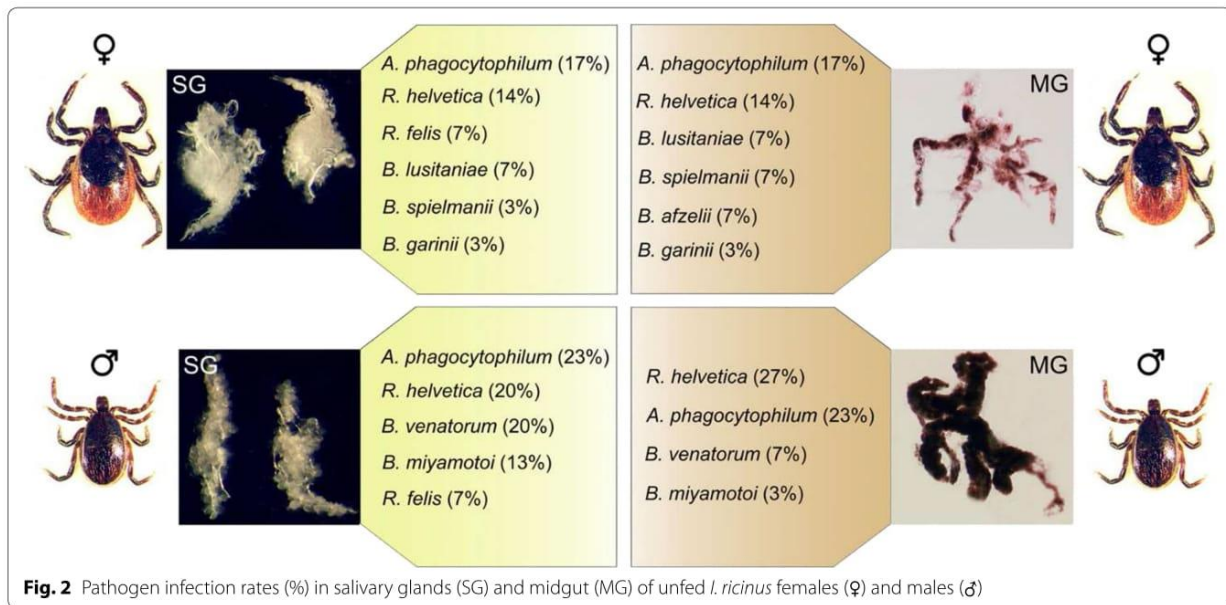 ♀
SG
A. phagocytophilum (17%)
R. helvetica (14%)
R. felis (7%)
B. lusitaniae (7%)
B. spielmanii (3%)
B. garinii (3%)
A. phagocytophilum (17%)
R. helvetica (14%)
B. lusitaniae (7%)
B. spielmanii (7%)
B. afzelii (7%)
B. garinii (3%)
MG
♀
♂
SG
A. phagocytophilum (23%)
R. helvetica (20%)
B. venatorum (20%)
B. miyamotoi (13%)
R. felis (7%)
R. helvetica (27%)
A. phagocytophilum (23%)
B. venatorum (7%)
B. miyamotoi (3%)
MG
♂
Fig. 2 Pathogen infection rates (%) in salivary glands (SG) and midgut (MG) of unfed I. ricinus females (♀) and males (♂)